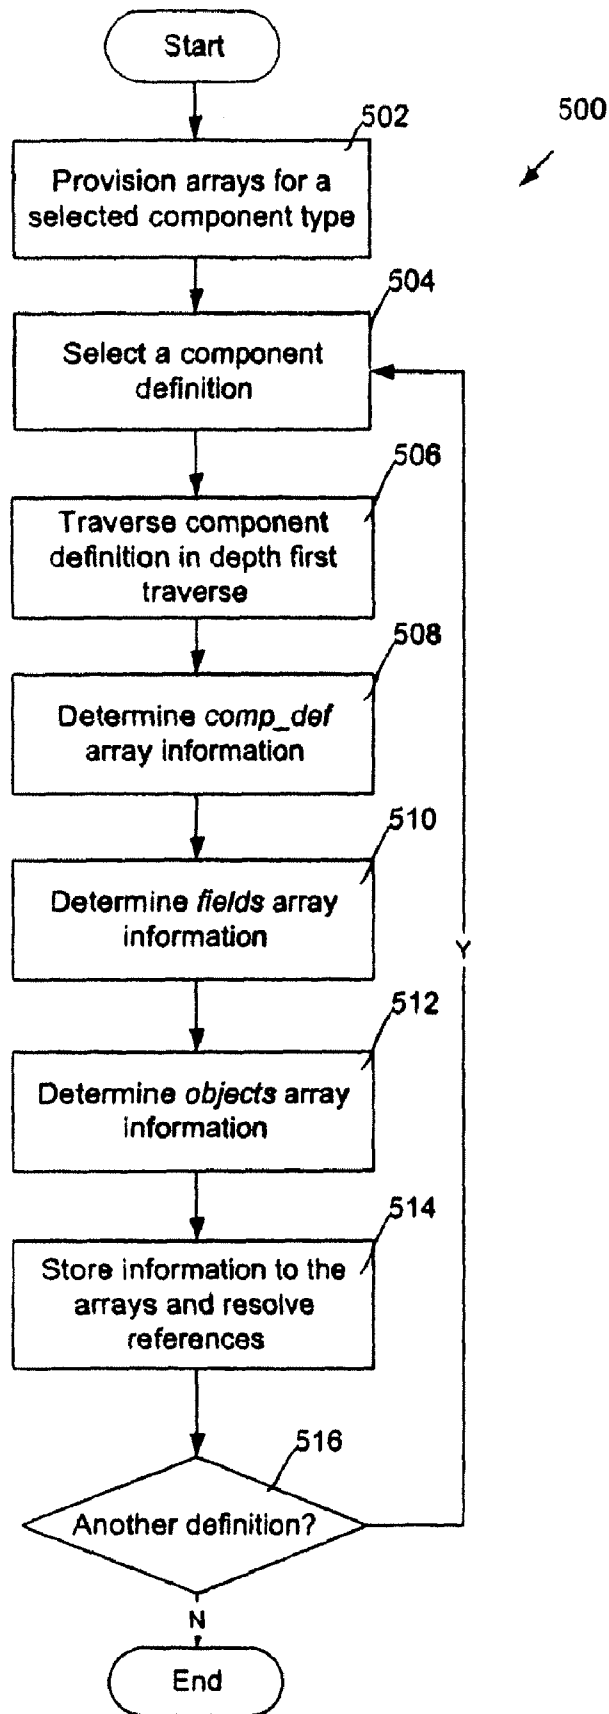 Start
502
500
Provision arrays for a
selected component type
504
Select a component
definition
506
Traverse component
definition in depth first
traverse
508
Determine comp_def
array information
510
Determine fields array
information
Y
512
Determine objects array
information
514
Store information to the
arrays and resolve
references
516
Another definition?
N
End